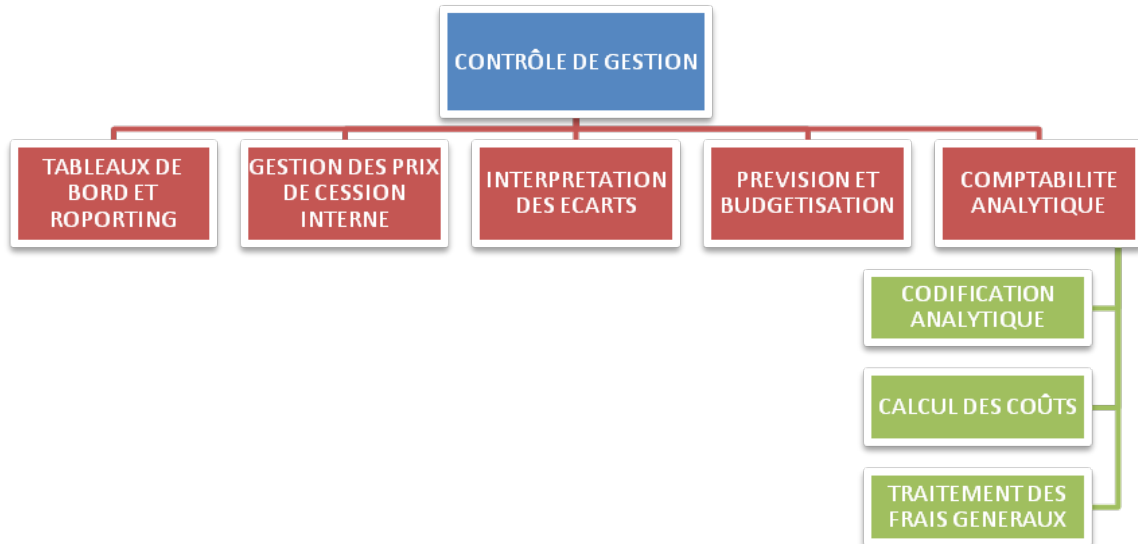 CONTRÔLE DE GESTION
TABLEAUX DE
BORD ET
ROPORTING
GESTION DES PRIX
DE CESSION
INTERNE
INTERPRETATION
DES ECARTS
PREVISION ET
BUDGETISATION
COMPTABILITE
ANALYTIQUE
CODIFICATION
ANALYTIQUE
CALCUL DES COÛTS
TRAITEMENT DES
FRAIS GENERAUX